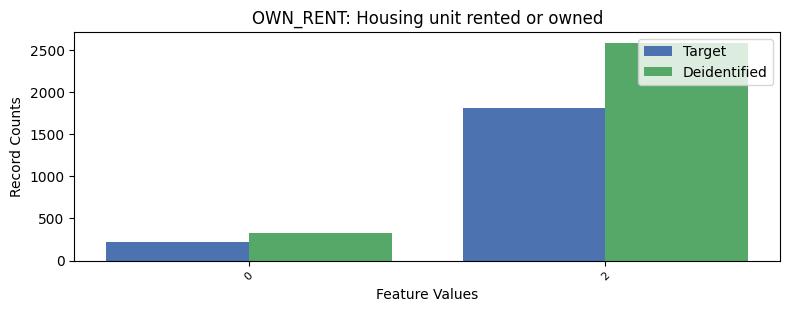 OWN_RENT: Housing unit rented or owned
Target
Deidentified
Record Counts
2500
2000
1500
1000
500
0
0
2
Feature Values